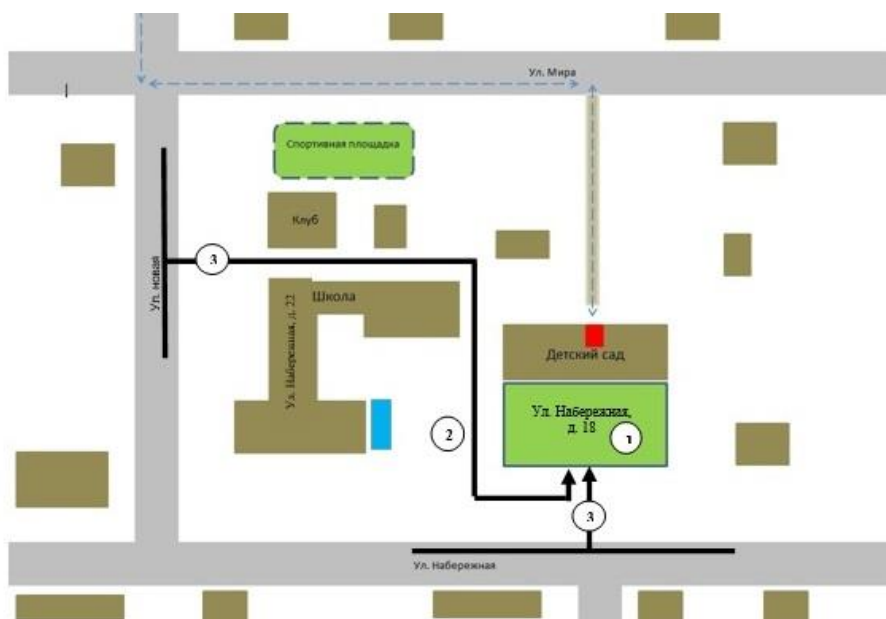 Ул. Мира
Спортивная площадка
Клуб
3
Ул. новая
Школа
Ул. Набережная, д. 22
Детский сад
Ул. Набережная,
д. 18
1
2
3
Ул. Набережная